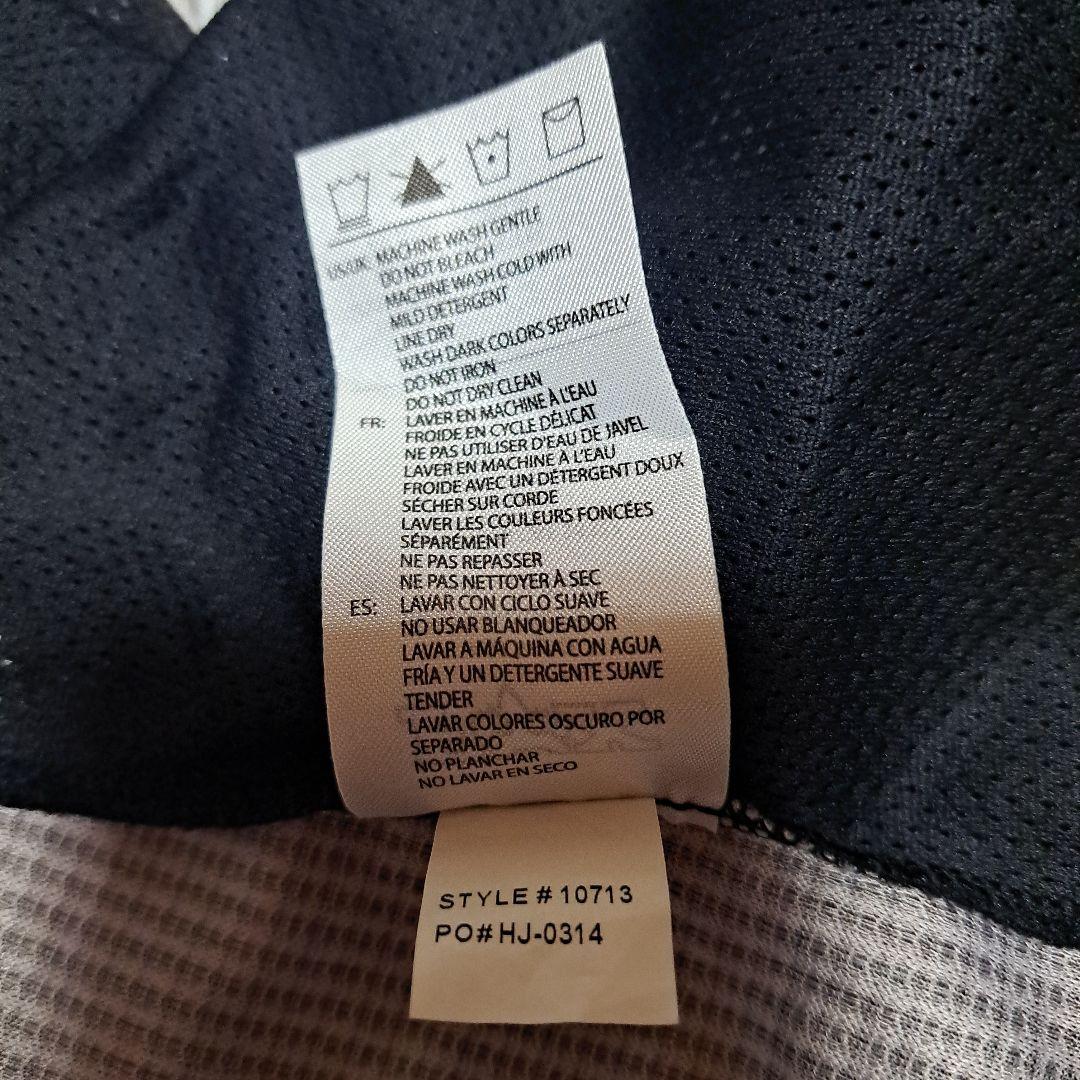 US/UK: MACHINE WASH GENTLE
DO NOT BLEACH
MACHINE WASH COLD WITH
MILD DETERGENT
LINE DRY
WASH DARK COLORS SEPARATELY
DO NOT IRON
DO NOT DRY CLEAN
FR: LAVER EN MACHINE À L'EAU
FROIDE EN CYCLE DÉLICAT
NE PAS UTILISER D'EAU DE JAVEL
LAVER EN MACHINE À L'EAU
FROIDE AVEC UN DÉTERGENT DOUX
SÉCHER SUR CORDE
LAVER LES COULEURS FONCÉES
SÉPARÉMENT
NE PAS REPASSER
NE PAS NETTOYER À SEC
ES: LAVAR CON CICLO SUAVE
NO USAR BLANQUEADOR
LAVAR A MÁQUINA CON AGUA
FRÍA Y UN DETERGENTE SUAVE
TENDER
LAVAR COLORES OSCURO POR
SEPARADO
NO PLANCHAR
NO LAVAR EN SECO
STYLE # 10713
PO# HJ-0314